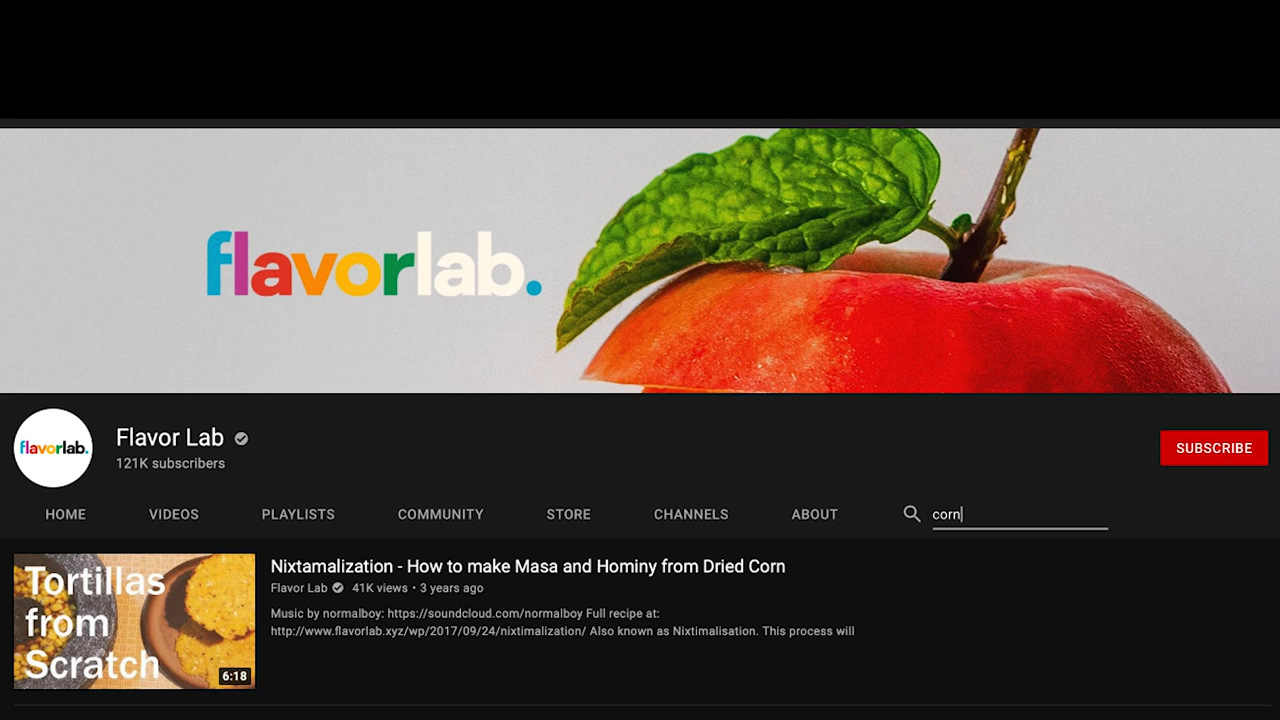 flavorlab.
flavorlab.
Flavor Lab
121K subscribers
SUBSCRIBE
HOME VIDEOS PLAYLISTS COMMUNITY STORE CHANNELS ABOUT corn
Tortillas
from
Scratch
6:18
Nixtamalization - How to make Masa and Hominy from Dried Corn
Flavor Lab 41K views • 3 years ago
Music by normalboy: https://soundcloud.com/normalboy Full recipe at:
http://www.flavorlab.xyz/wp/2017/09/24/nixtimalization/ Also known as Nixtimalisation. This process will